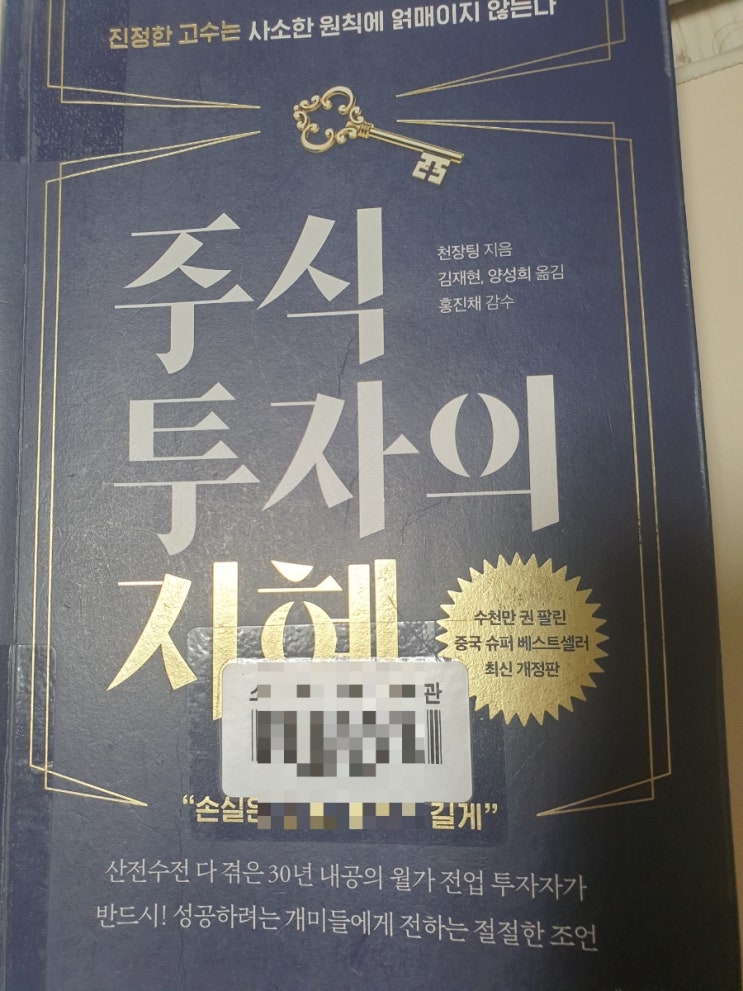 진정한 고수는 사소한 원칙에 얽매이지 않는다
주식
천장팅 지음
김재현, 양성희 옮김
홍진채 감수
투자의
지혜
수천만 권 팔린
중국 슈퍼 베스트셀러
최신 개정판
관
“손실은 길게”
산전수전 다 겪은 30년 내공의 월가 전업 투자자가
반드시! 성공하려는 개미들에게 전하는 절절한 조언